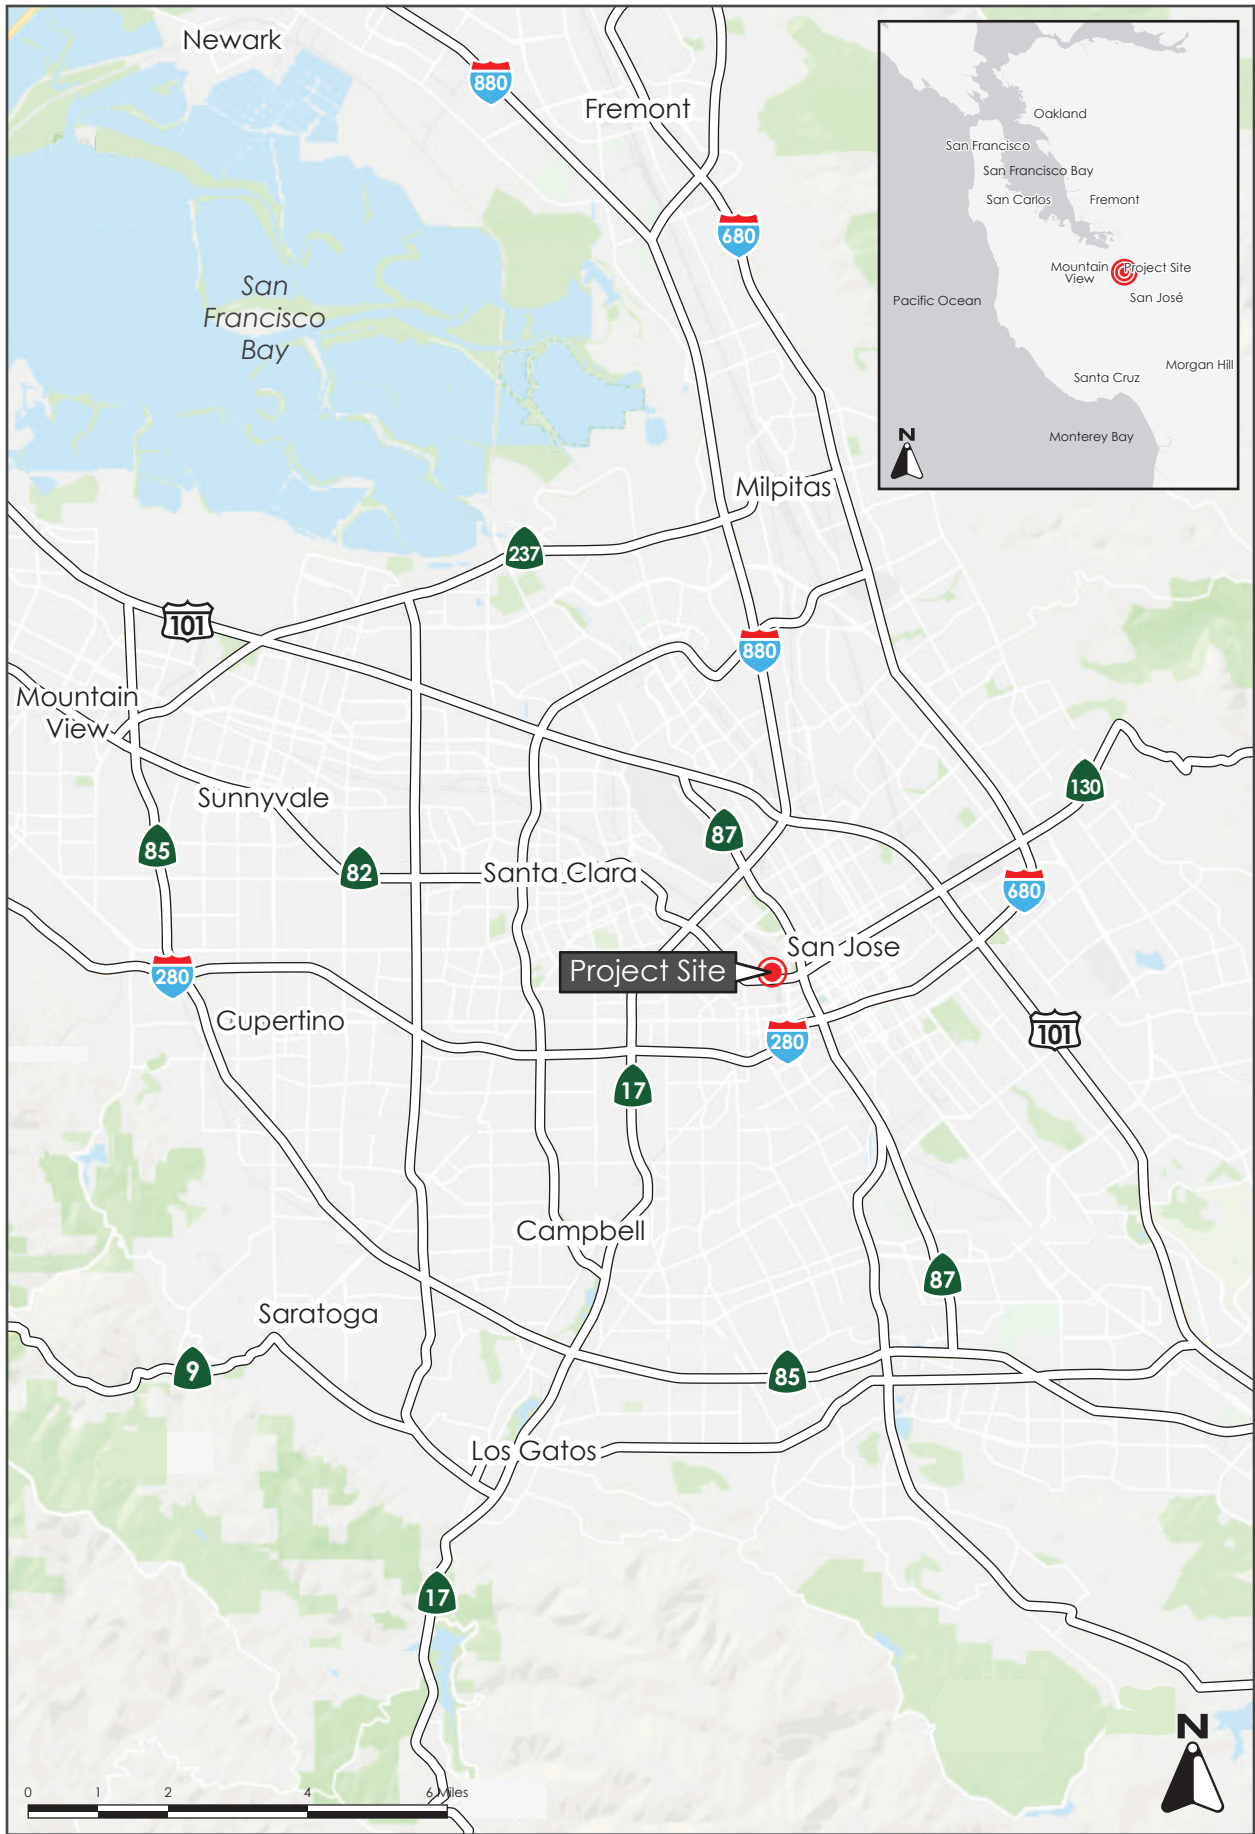 Newark
880
Fremont
680
San
Francisco
Bay
Oakland
San Francisco
San Francisco Bay
San Carlos
Fremont
Mountain
View
Project Site
San José
Pacific Ocean
Morgan Hill
Santa Cruz
Monterey Bay
N
Milpitas
237
101
880
Mountain
View
Sunnyvale
130
85
87
82
Santa Clara
680
San Jose
Project Site
280
Cupertino
101
280
17
Campbell
87
Saratoga
9
85
Los Gatos
17
N
0 1 2 4 6 Miles